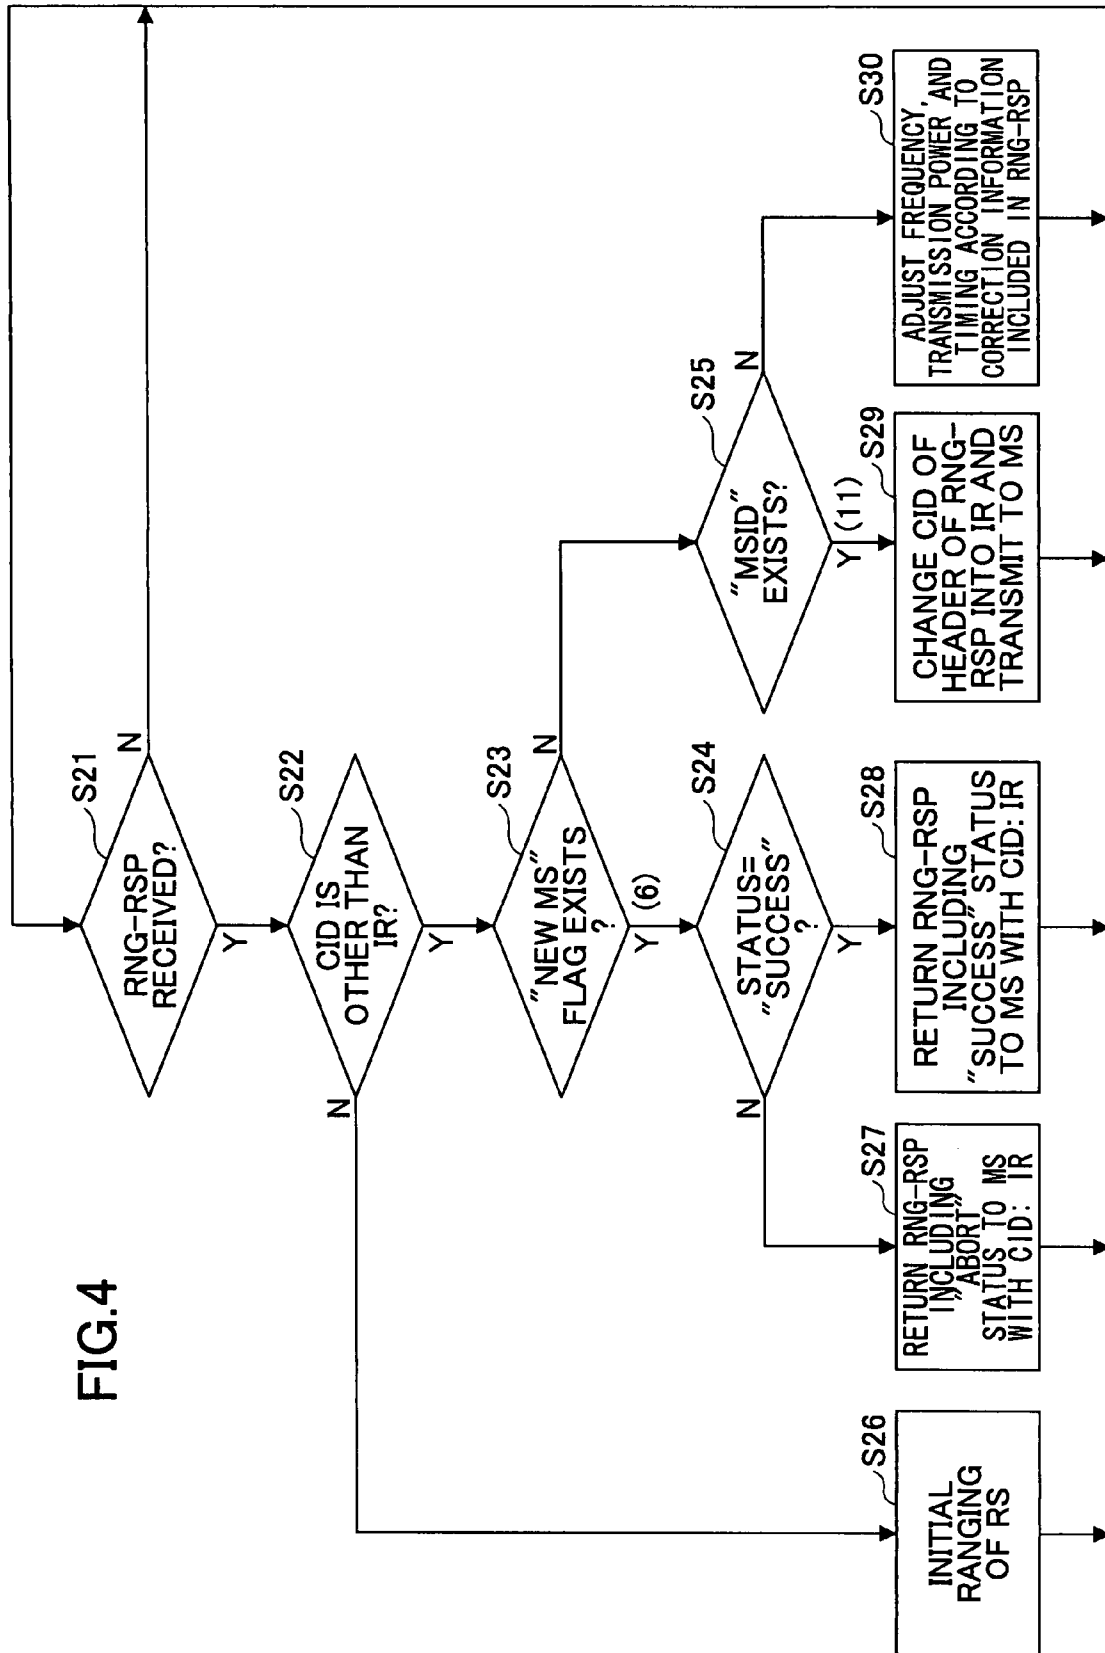 FIG.4
S21
RNG-RSP
RECEIVED?
N
Y
S22
CID IS
OTHER THAN
IR?
N
Y
S23
"NEW MS"
FLAG EXISTS
?
N
Y
(6)
S24
STATUS=
"SUCCESS"
?
N
Y
S25
"MSID"
EXISTS?
N
Y
(11)
S26
INITIAL
RANGING
OF RS
S27
RETURN RNG-RSP
INCLUDING
"ABORT"
STATUS TO MS
WITH CID: IR
S28
RETURN RNG-RSP
INCLUDING
"SUCCESS" STATUS
TO MS WITH CID: IR
S29
CHANGE CID OF
HEADER OF RNG-
RSP INTO IR AND
TRANSMIT TO MS
S30
ADJUST FREQUENCY,
TRANSMISSION POWER, AND
TIMING ACCORDING TO
CORRECTION INFORMATION
INCLUDED IN RNG-RSP